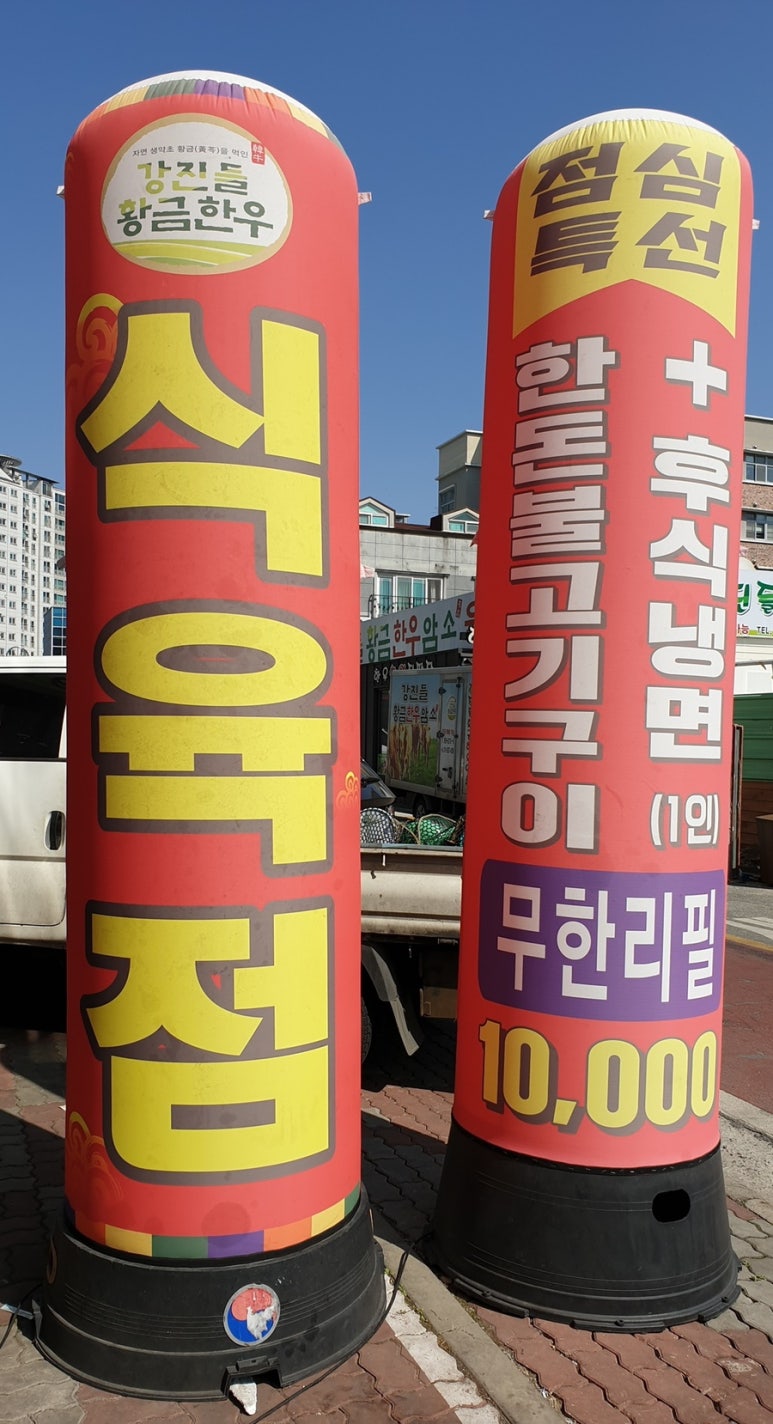 자연 생약초 황금(黃芩)을 먹인
韓牛
강진들
황금한우
식육점
점심
특선
한돈불고기구이
+후식냉면
(1인)
무한리필
10,000
황금한우암소
강진들
황금한우암소
TEL